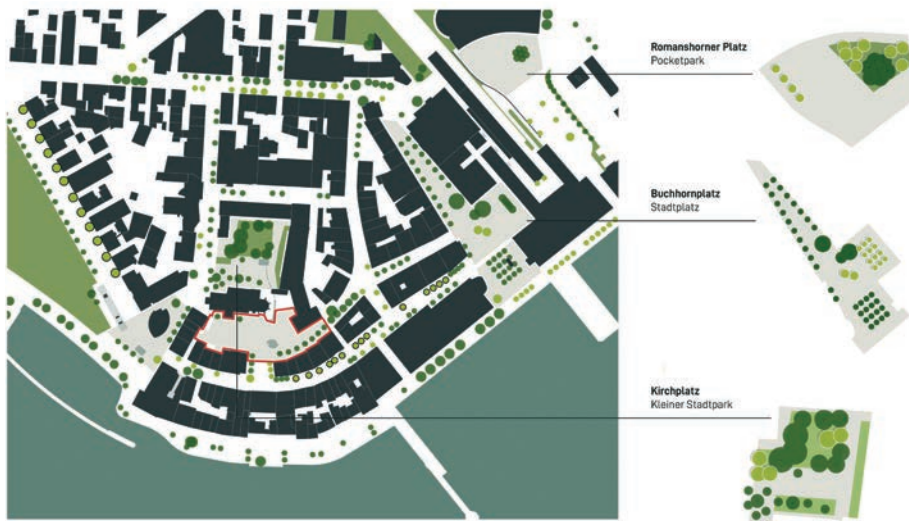 Romanshorner Platz
Pocketpark
Buchhornplatz
Stadtplatz
Kirchplatz
Kleiner Stadtpark